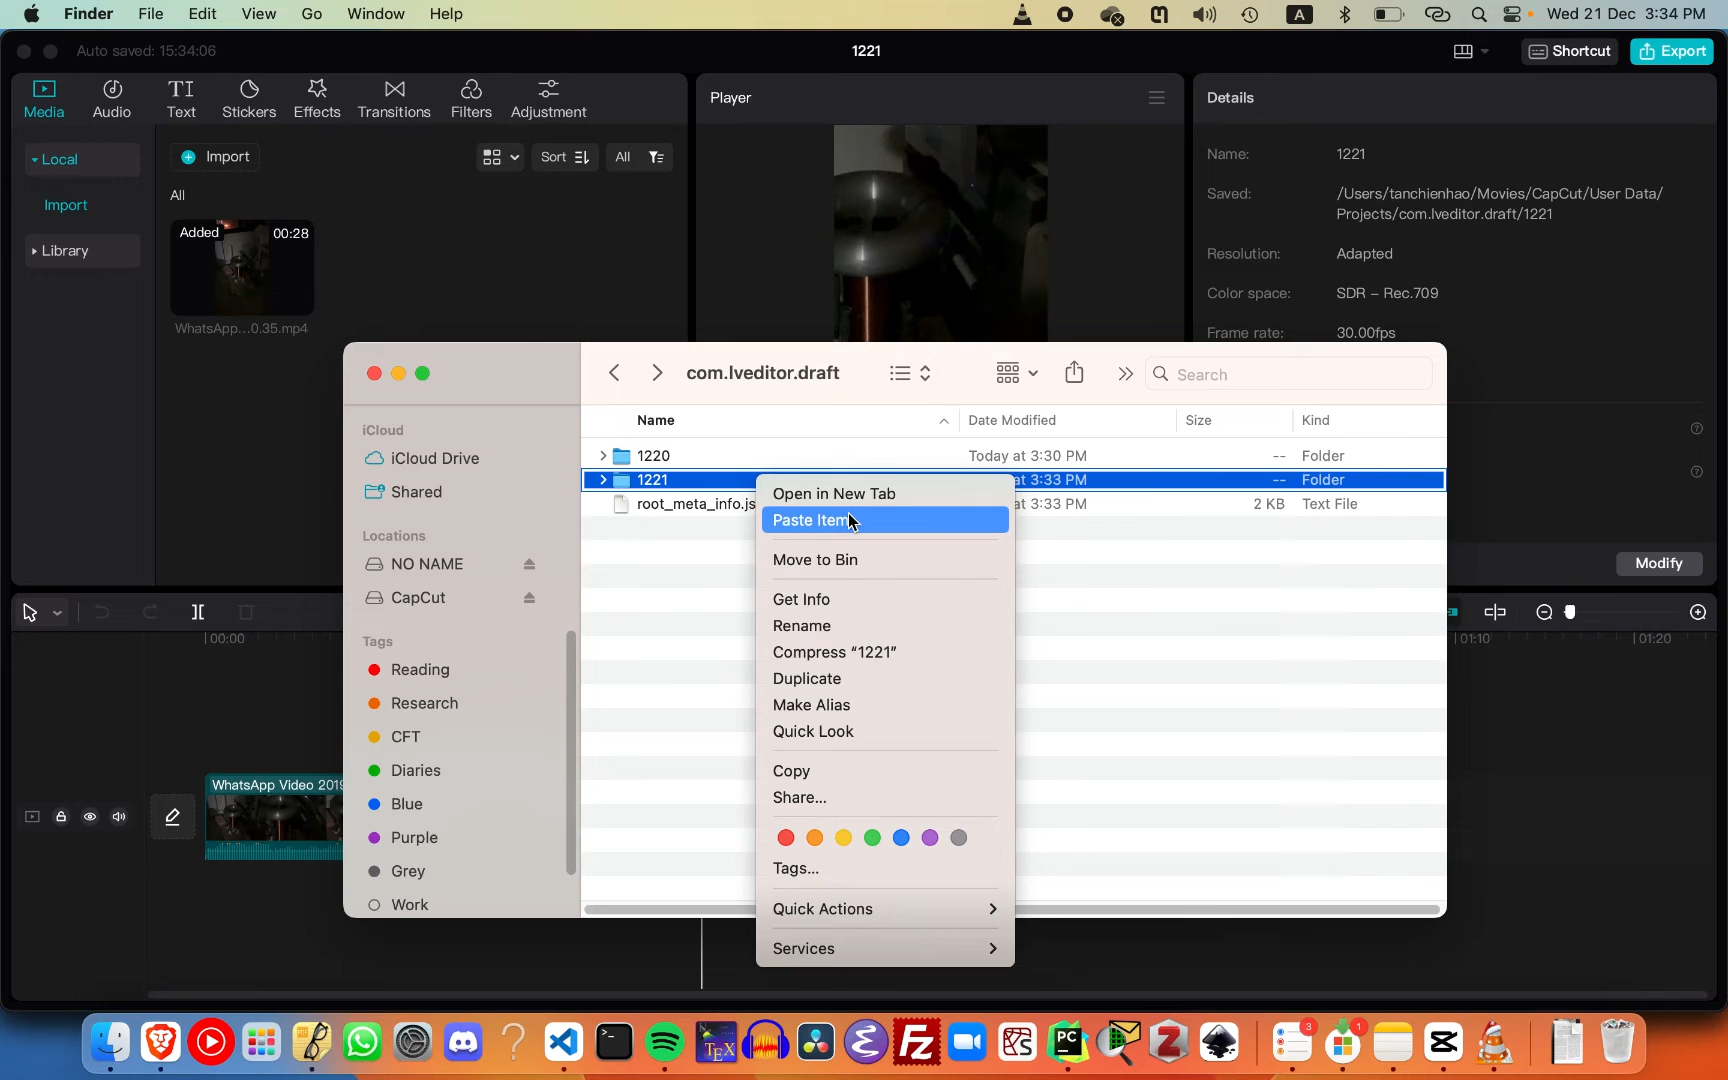 Finder File Edit View Go Window Help A Wed 21 Dec 3:34 PM
Auto saved: 15:34:06 1221 Shortcut Export
Media Audio Text Stickers Effects Transitions Filters Adjustment Player Details
Local Import Sort All
Name: 1221
All
Saved: /Users/tanchienhao/Movies/CapCut/User Data/
Projects/com.lveditor.draft/1221
Import
Added 00:28
Library
Resolution: Adapted
Color space: SDR – Rec.709
WhatsApp...0.35.mp4
Frame rate: 30.00fps
com.lveditor.draft Search
Name Date Modified Size Kind
1220 Today at 3:30 PM -- Folder
1221 at 3:33 PM -- Folder
root_meta_info.js at 3:33 PM 2 KB Text File
iCloud
iCloud Drive
Shared
Locations
NO NAME
CapCut
Tags
Reading
Research
CFT
Diaries
Blue
Purple
Grey
Work
Open in New Tab
Paste Item
Move to Bin
Get Info
Rename
Compress “1221”
Duplicate
Make Alias
Quick Look
Copy
Share...
Tags...
Quick Actions
Services
Modify
00:00 01:10 01:20
WhatsApp Video 2019
TEX Fz PC Z 3 1